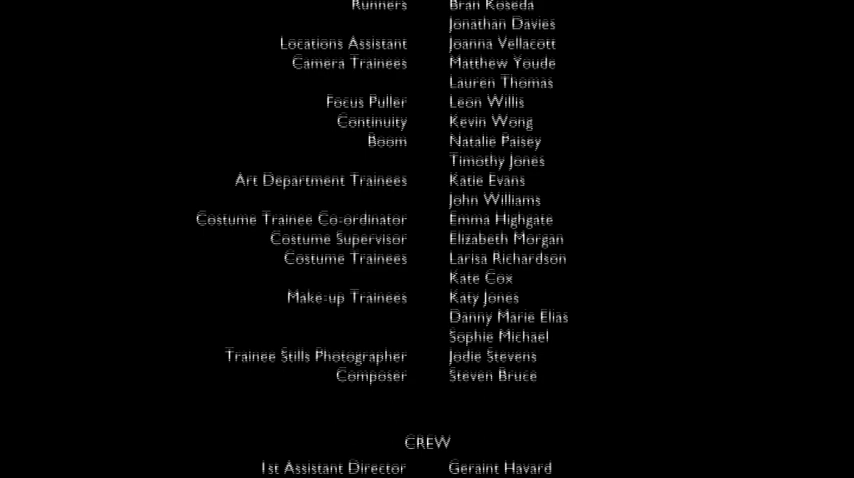 Runners Bran Koseda
Jonathan Davies
Locations Assistant Joanna Vellacott
Camera Trainees Matthew Youde
Lauren Thomas
Focus Puller Leon Willis
Continuity Kevin Wong
Boom Natalie Paisey
Timothy Jones
Art Department Trainees Katie Evans
John Williams
Costume Trainee Co-ordinator Emma Highgate
Costume Supervisor Elizabeth Morgan
Costume Trainees Larisa Richardson
Kate Cox
Make-up Trainees Katy Jones
Danny Marie Elias
Sophie Michael
Trainee Stills Photographer Jodie Stevens
Composer Steven Bruce
CREW
1st Assistant Director Geraint Havard